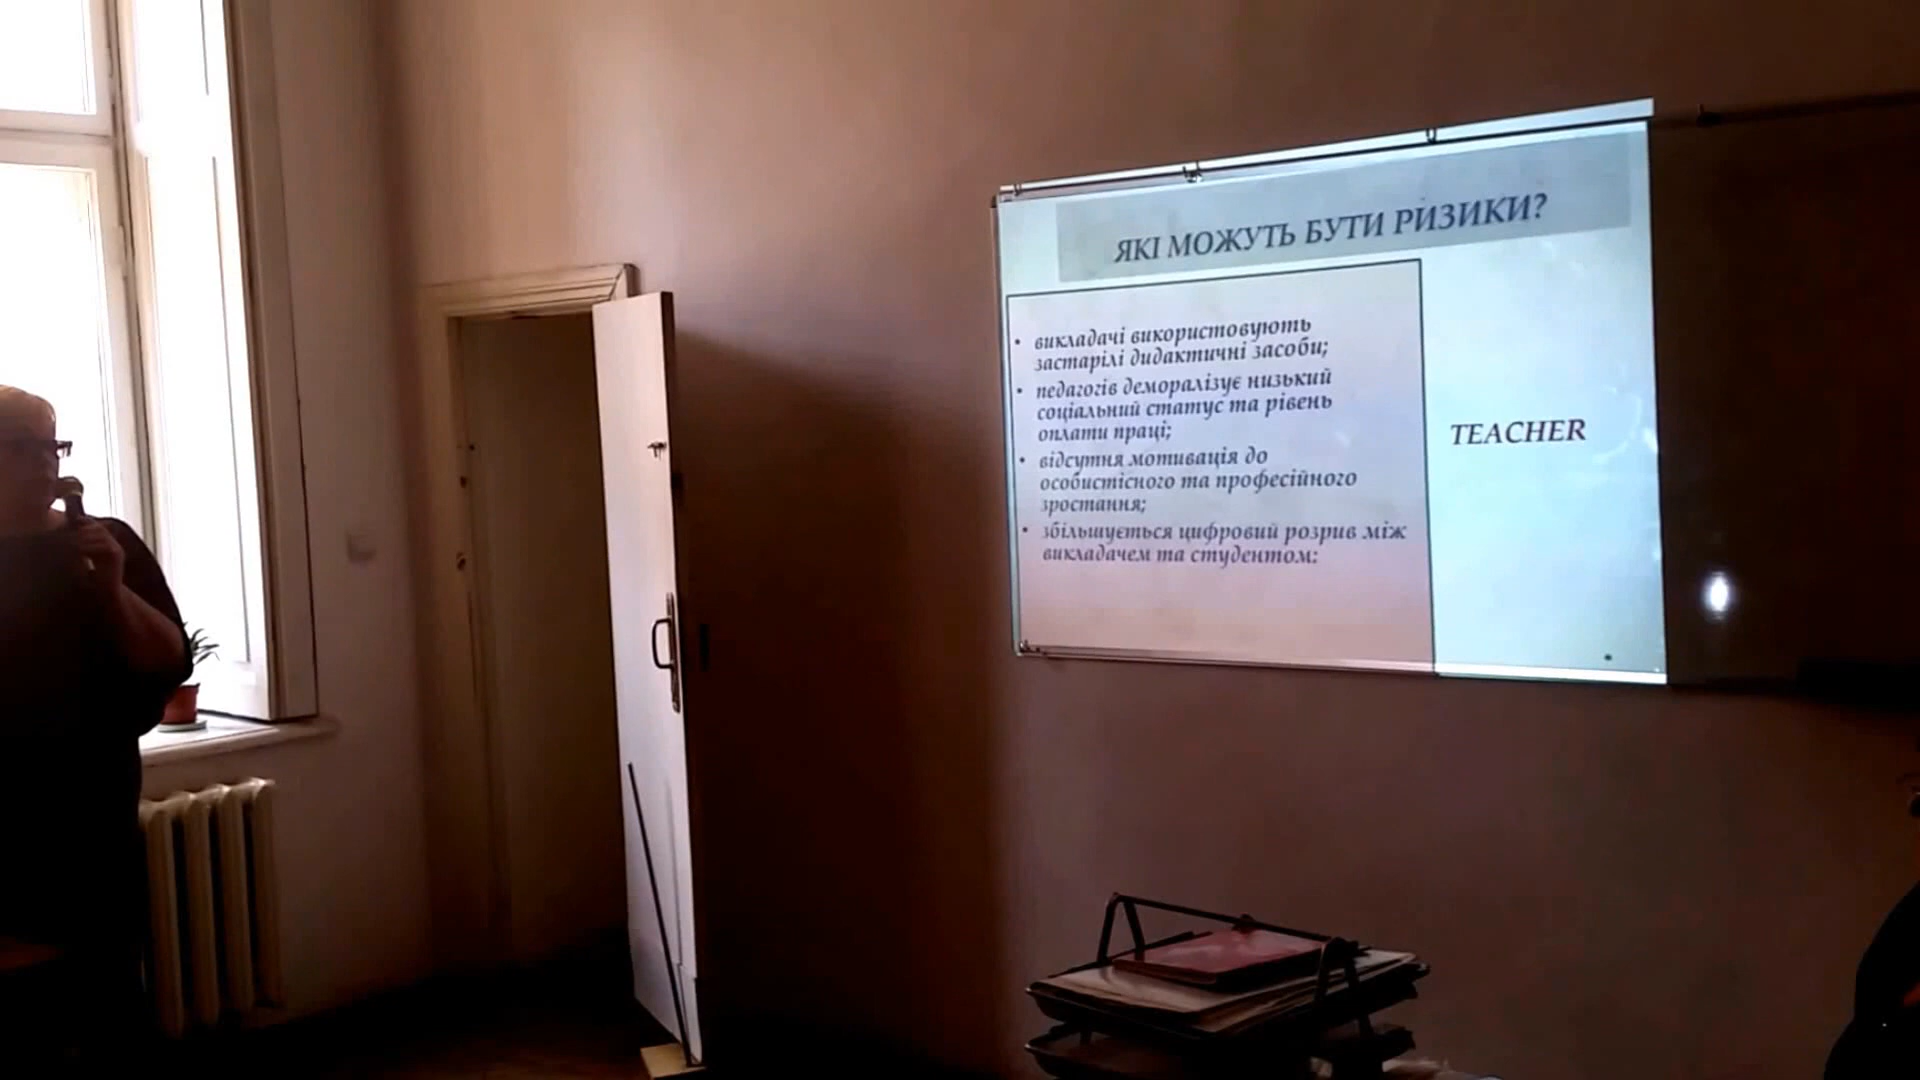 ЯКІ МОЖУТЬ БУТИ РИЗИКИ?
• викладачі використовують
застарілі дидактичні засоби;
• педагогів деморалізує низький
соціальний статус та рівень
оплати праці;
• відсутня мотивація до
особистісного та професійного
зростання;
• збільшується цифровий розрив між
викладачем та студентом:
TEACHER